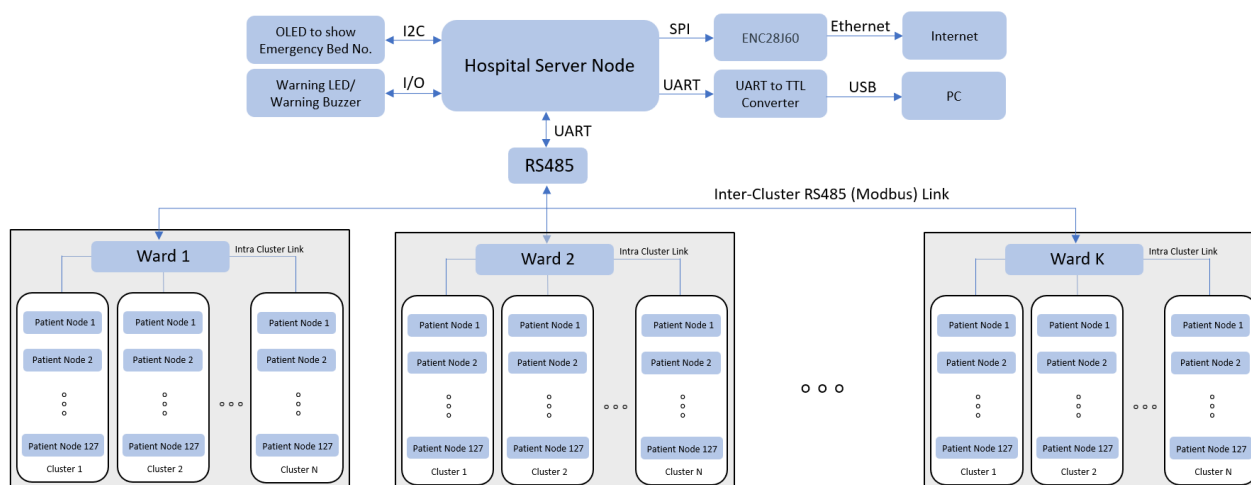 OLED to show
Emergency Bed No.
I2C
Hospital Server Node
SPI
ENC28J60
Ethernet
Internet
Warning LED/
Warning Buzzer
I/O
UART
UART to TTL
Converter
USB
PC
UART
RS485
Inter-Cluster RS485 (Modbus) Link
Ward 1
Intra Cluster Link
Patient Node 1
Patient Node 2
Patient Node 127
Cluster 1
Patient Node 1
Patient Node 2
Patient Node 127
Cluster 2
Patient Node 1
Patient Node 2
Patient Node 127
Cluster N
Ward 2
Intra Cluster Link
Patient Node 1
Patient Node 2
Patient Node 127
Cluster 1
Patient Node 1
Patient Node 2
Patient Node 127
Cluster 2
Patient Node 1
Patient Node 2
Patient Node 127
Cluster N
Ward K
Intra Cluster Link
Patient Node 1
Patient Node 2
Patient Node 127
Cluster 1
Patient Node 1
Patient Node 2
Patient Node 127
Cluster 2
Patient Node 1
Patient Node 2
Patient Node 127
Cluster N